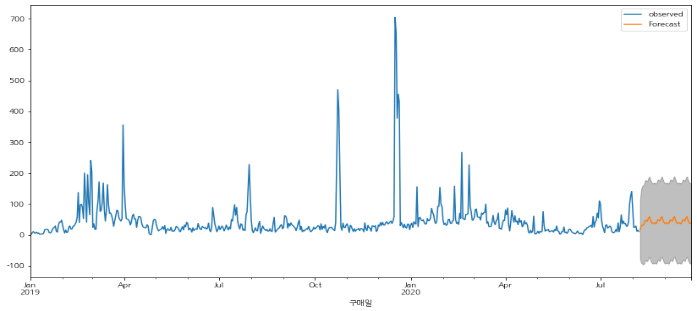 observed
Forecast
700
600
500
400
300
200
100
0
-100
Jan
2019
Apr
Jul
Oct
Jan
2020
Apr
Jul
구매일